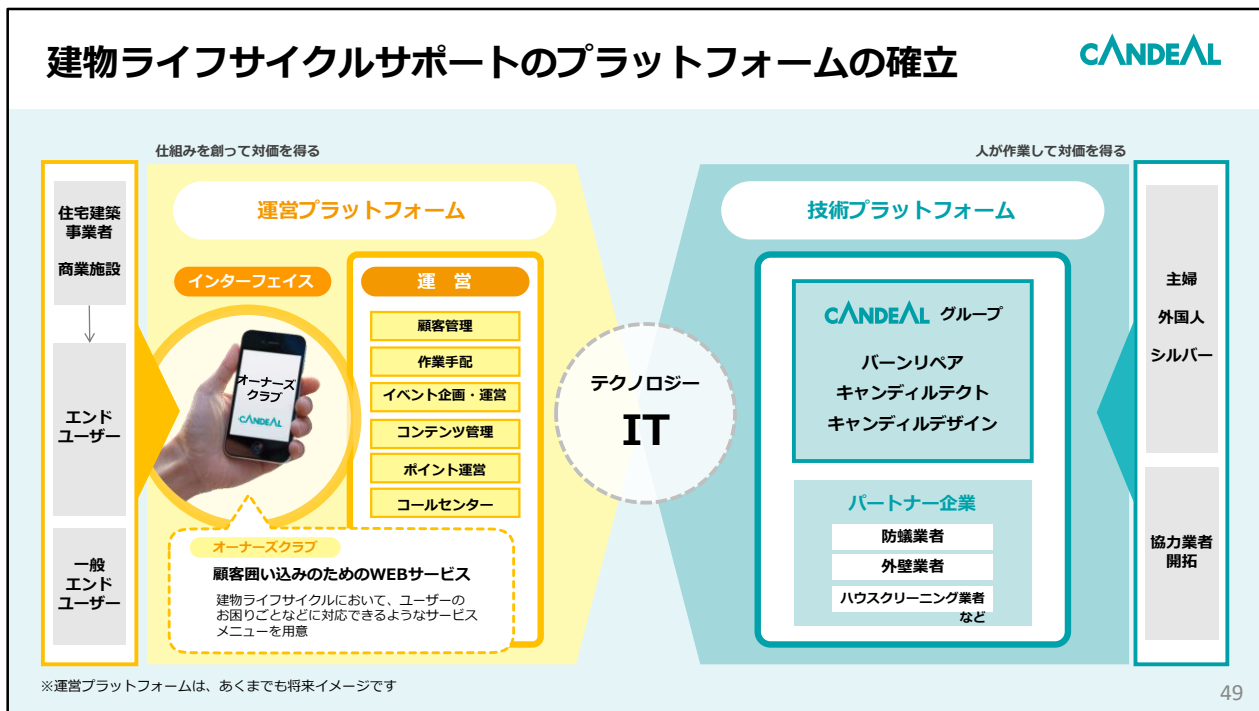 建物ライフサイクルサポートのプラットフォームの確立
CANDEAL
仕組みを創って対価を得る
人が作業して対価を得る
住宅建築
事業者
商業施設
エンド
ユーザー
一般
エンド
ユーザー
運営プラットフォーム
インターフェイス
オーナーズ
クラブ
CANDEAL
運 営
顧客管理
作業手配
イベント企画・運営
コンテンツ管理
ポイント運営
コールセンター
オーナーズクラブ
顧客囲い込みのためのWEBサービス
建物ライフサイクルにおいて、ユーザーの
お困りごとなどに対応できるようなサービス
メニューを用意
テクノロジー
IT
技術プラットフォーム
CANDEAL グループ
バーンリペア
キャンディルテクト
キャンディルデザイン
パートナー企業
防蟻業者
外壁業者
ハウスクリーニング業者
など
主婦
外国人
シルバー
協力業者
開拓
※運営プラットフォームは、あくまでも将来イメージです
49